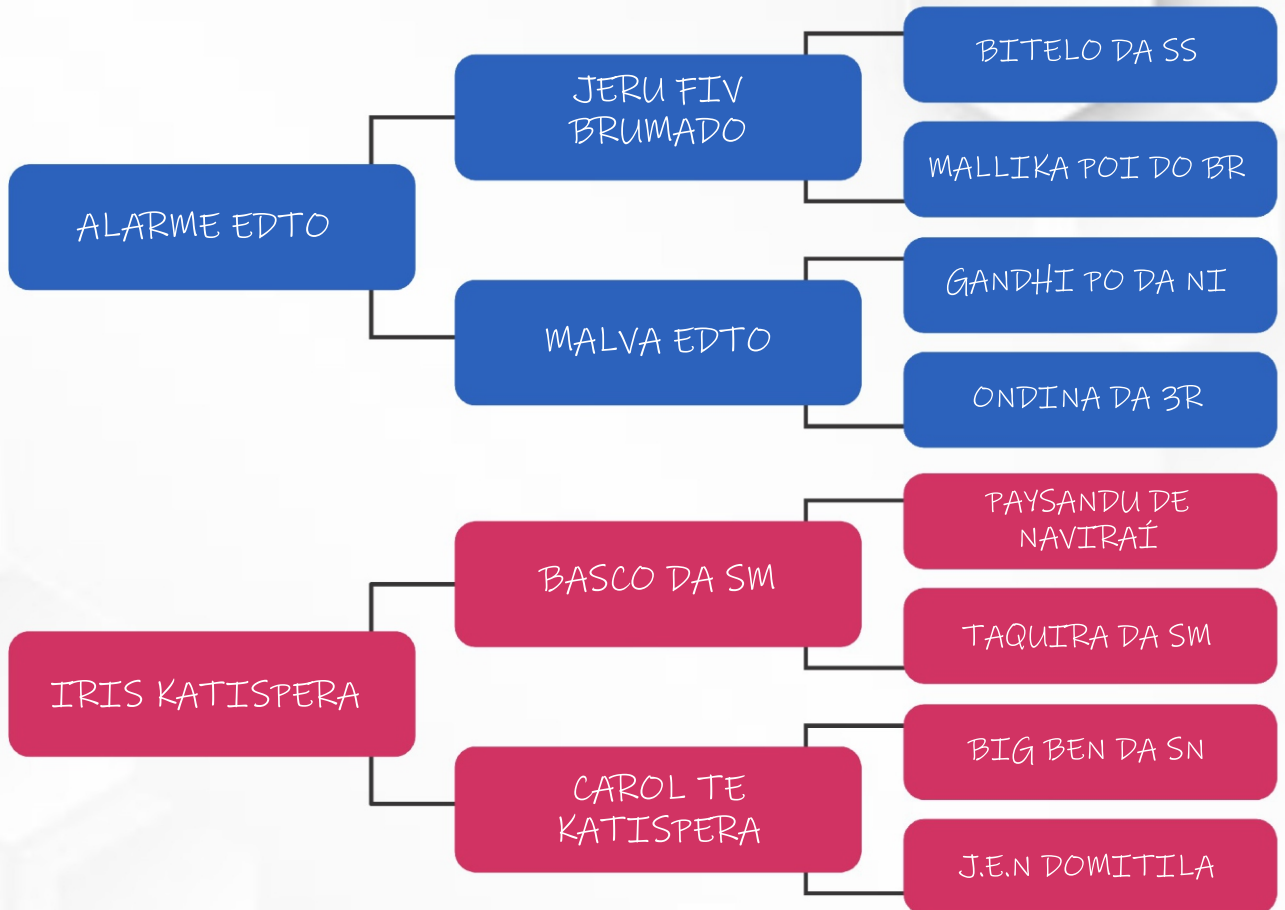 ALARME EDTO
JERU FIV
BRUMADO
MALVA EDTO
BITELO DA SS
MALLIKA POI DO BR
GANDHI PO DA NI
ONDINA DA 3R
IRIS KATISPERA
BASCO DA SM
CAROL TE
KATISPERA
PAYSANDU DE
NAVIRAÍ
TAQUIRA DA SM
BIG BEN DA SN
J.E.N DOMITILA